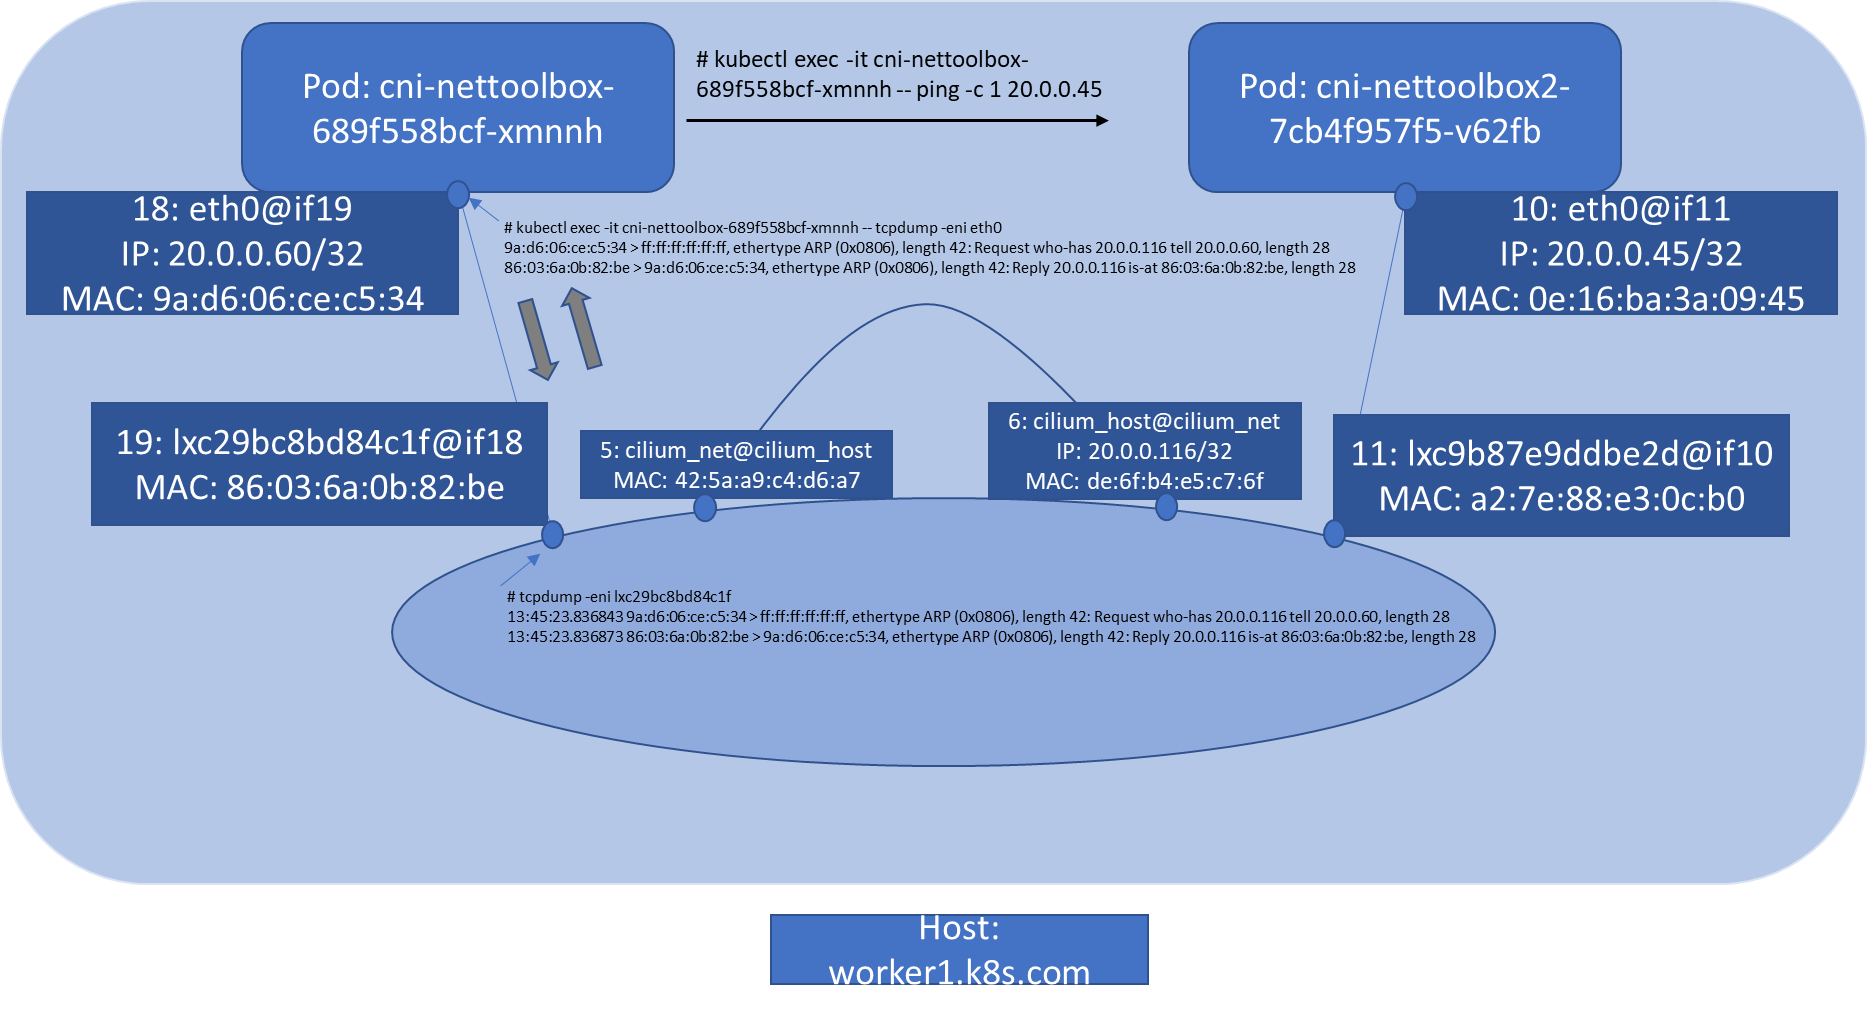 Pod: cni-nettoolbox-
689f558bcf-xmnnh
# kubectl exec -it cni-nettoolbox-
689f558bcf-xmnnh -- ping -c 1 20.0.0.45
Pod: cni-nettoolbox2-
7cb4f957f5-v62fb
18: eth0@if19
IP: 20.0.0.60/32
MAC: 9a:d6:06:ce:c5:34
# kubectl exec -it cni-nettoolbox-689f558bcf-xmnnh -- tcpdump -eni eth0
9a:d6:06:ce:c5:34 > ff:ff:ff:ff:ff:ff, ethertype ARP (0x0806), length 42: Request who-has 20.0.0.116 tell 20.0.0.60, length 28
86:03:6a:0b:82:be > 9a:d6:06:ce:c5:34, ethertype ARP (0x0806), length 42: Reply 20.0.0.116 is-at 86:03:6a:0b:82:be, length 28
10: eth0@if11
IP: 20.0.0.45/32
MAC: 0e:16:ba:3a:09:45
19: lxc29bc8bd84c1f@if18
MAC: 86:03:6a:0b:82:be
5: cilium_net@cilium_host
MAC: 42:5a:a9:c4:d6:a7
6: cilium_host@cilium_net
IP: 20.0.0.116/32
MAC: de:6f:b4:e5:c7:6f
11: lxc9b87e9ddbe2d@if10
MAC: a2:7e:88:e3:0c:b0
# tcpdump -eni lxc29bc8bd84c1f
13:45:23.836843 9a:d6:06:ce:c5:34 > ff:ff:ff:ff:ff:ff, ethertype ARP (0x0806), length 42: Request who-has 20.0.0.116 tell 20.0.0.60, length 28
13:45:23.836873 86:03:6a:0b:82:be > 9a:d6:06:ce:c5:34, ethertype ARP (0x0806), length 42: Reply 20.0.0.116 is-at 86:03:6a:0b:82:be, length 28
Host:
worker1.k8s.com